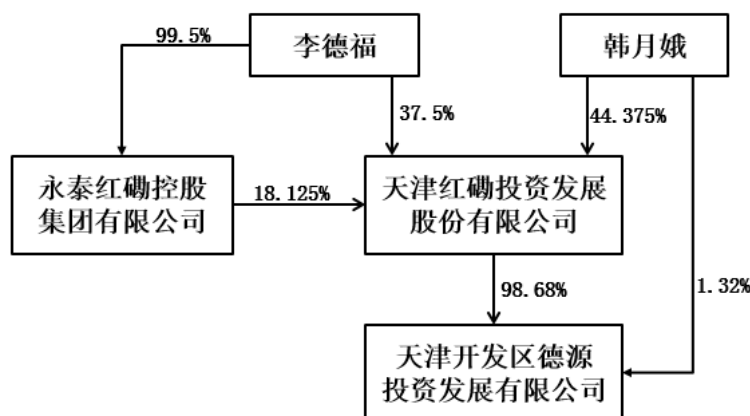 99.5%
李德福
韩月娥
37.5%
44.375%
永泰红磡控股
集团有限公司
18.125%
天津红磡投资发展
股份有限公司
98.68%
1.32%
天津开发区德源
投资发展有限公司